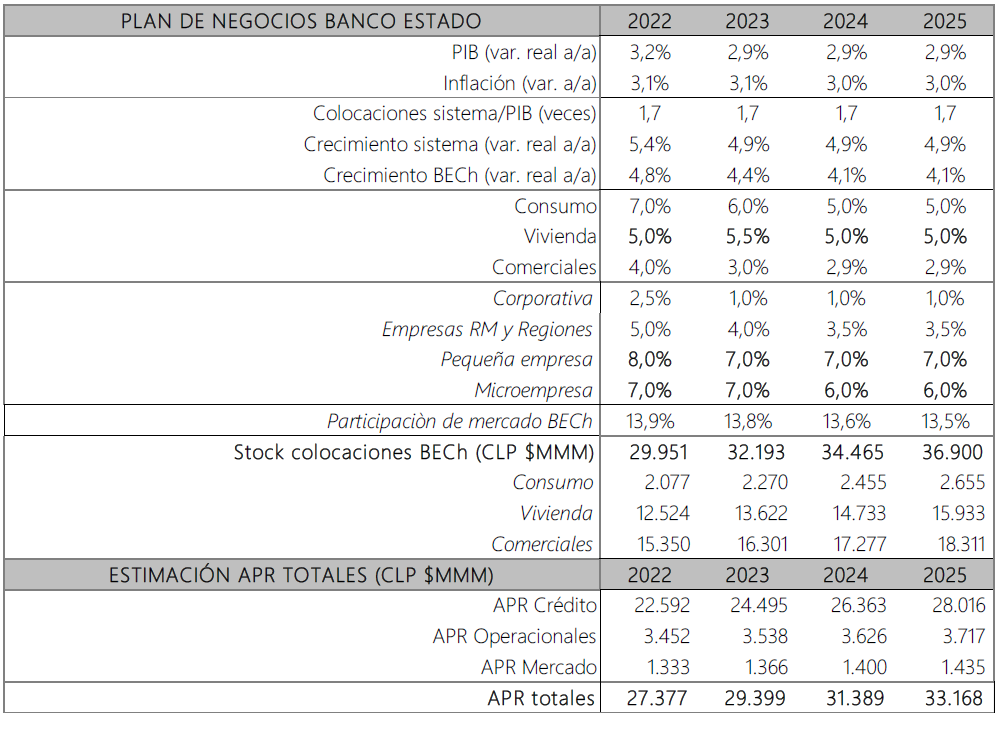 PLAN DE NEGOCIOS BANCO ESTADO 2022 2023 2024 2025
PIB (var. real a/a) 3,2% 2,9% 2,9% 2,9%
Inflación (var. a/a) 3,1% 3,1% 3,0% 3,0%
Colocaciones sistema/PIB (veces) 1,7 1,7 1,7 1,7
Crecimiento sistema (var. real a/a) 5,4% 4,9% 4,9% 4,9%
Crecimiento BECh (var. real a/a) 4,8% 4,4% 4,1% 4,1%
Consumo 7,0% 6,0% 5,0% 5,0%
Vivienda 5,0% 5,5% 5,0% 5,0%
Comerciales 4,0% 3,0% 2,9% 2,9%
Corporativa 2,5% 1,0% 1,0% 1,0%
Empresas RM y Regiones 5,0% 4,0% 3,5% 3,5%
Pequeña empresa 8,0% 7,0% 7,0% 7,0%
Microempresa 7,0% 7,0% 6,0% 6,0%
Participaciòn de mercado BECh 13,9% 13,8% 13,6% 13,5%
Stock colocaciones BECh (CLP $MMM) 29.951 32.193 34.465 36.900
Consumo 2.077 2.270 2.455 2.655
Vivienda 12.524 13.622 14.733 15.933
Comerciales 15.350 16.301 17.277 18.311
ESTIMACIÓN APR TOTALES (CLP $MMM) 2022 2023 2024 2025
APR Crédito 22.592 24.495 26.363 28.016
APR Operacionales 3.452 3.538 3.626 3.717
APR Mercado 1.333 1.366 1.400 1.435
APR totales 27.377 29.399 31.389 33.168